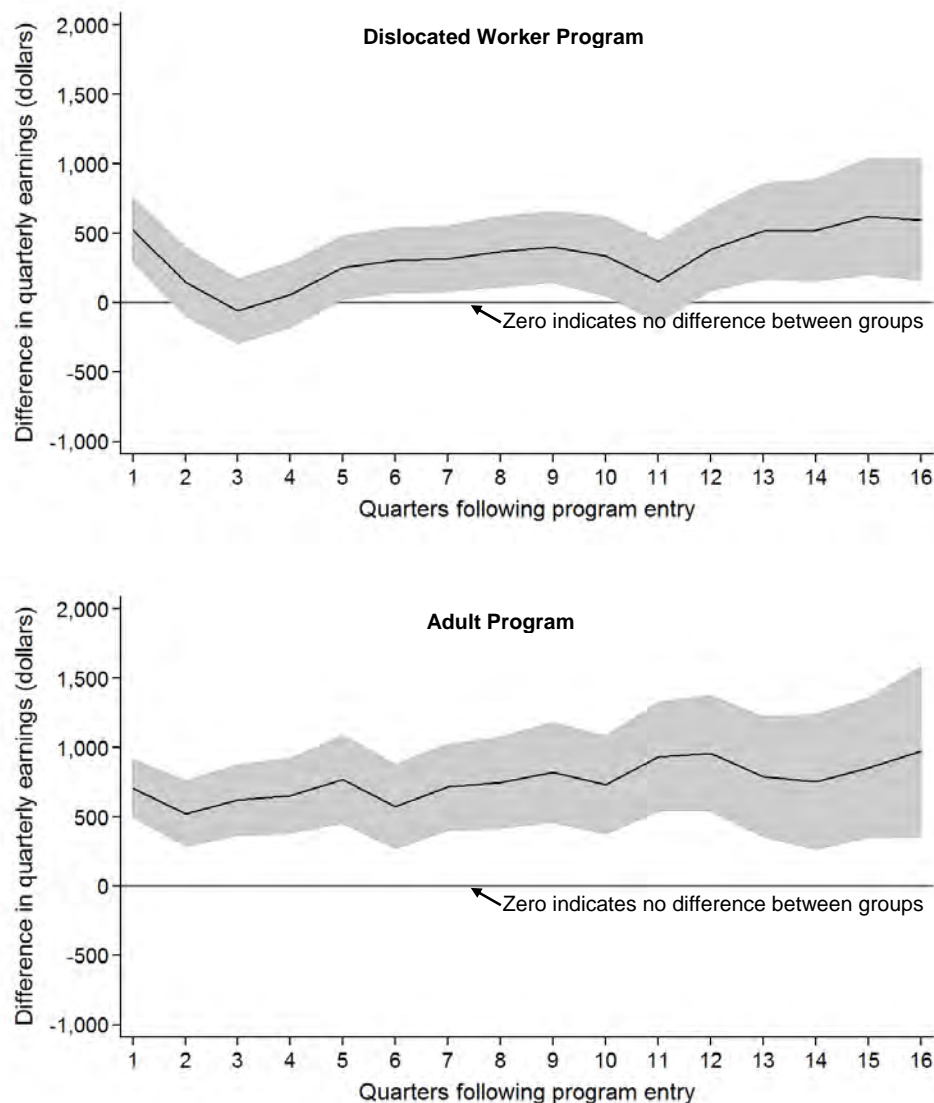 Dislocated Worker Program
Difference in quarterly earnings (dollars)
2,000
1,500
1,000
500
0
-500
-1,000
Zero indicates no difference between groups
1 2 3 4 5 6 7 8 9 10 11 12 13 14 15 16
Quarters following program entry
Adult Program
Difference in quarterly earnings (dollars)
2,000
1,500
1,000
500
0
-500
-1,000
Zero indicates no difference between groups
1 2 3 4 5 6 7 8 9 10 11 12 13 14 15 16
Quarters following program entry